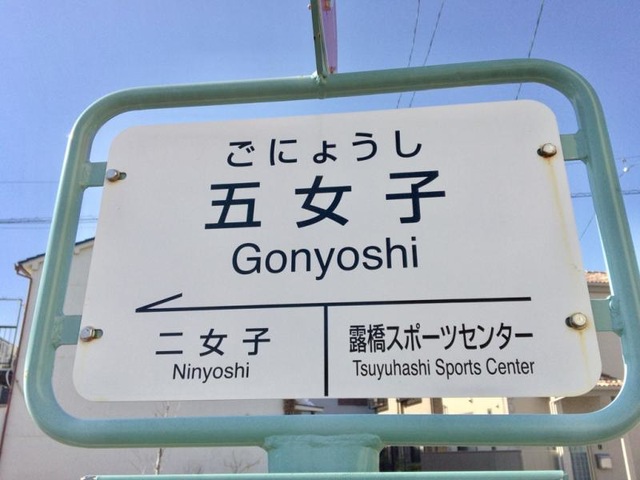 ごにょうし
五女子
Gonyoshi
二女子
Ninyoshi
露橋スポーツセンター
Tsuyuhashi Sports Center